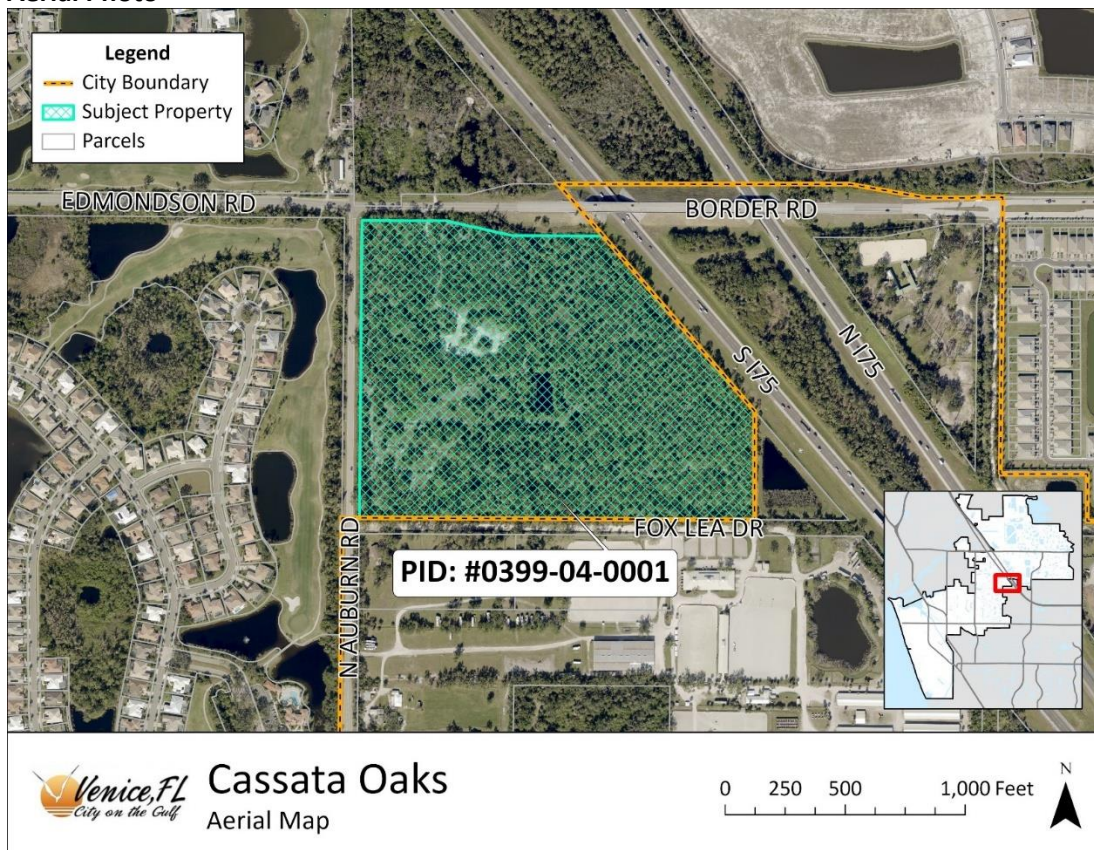 Legend
City Boundary
Subject Property
Parcels
EDMONDSON RD
BORDER RD
S I75
N I75
N AUBURN RD
FOX LEA DR
PID: #0399-04-0001
Venice, FL
City on the Gulf
Cassata Oaks
Aerial Map
0 250 500 1,000 Feet
N